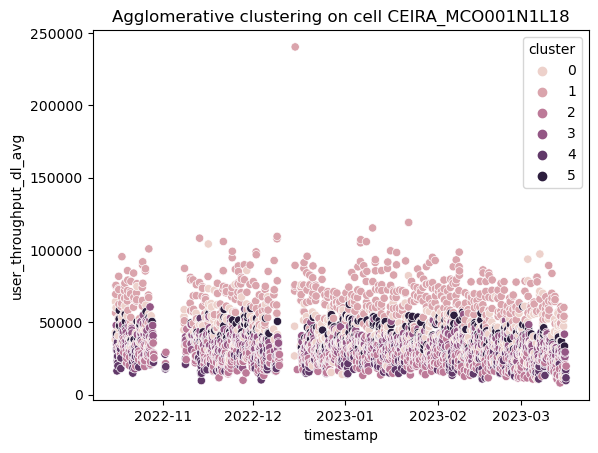 Agglomerative clustering on cell CEIRA_MCO001N1L18
250000
200000
150000
100000
50000
0
user_throughput_dl_avg
cluster
0
1
2
3
4
5
2022-11 2022-12 2023-01 2023-02 2023-03
timestamp